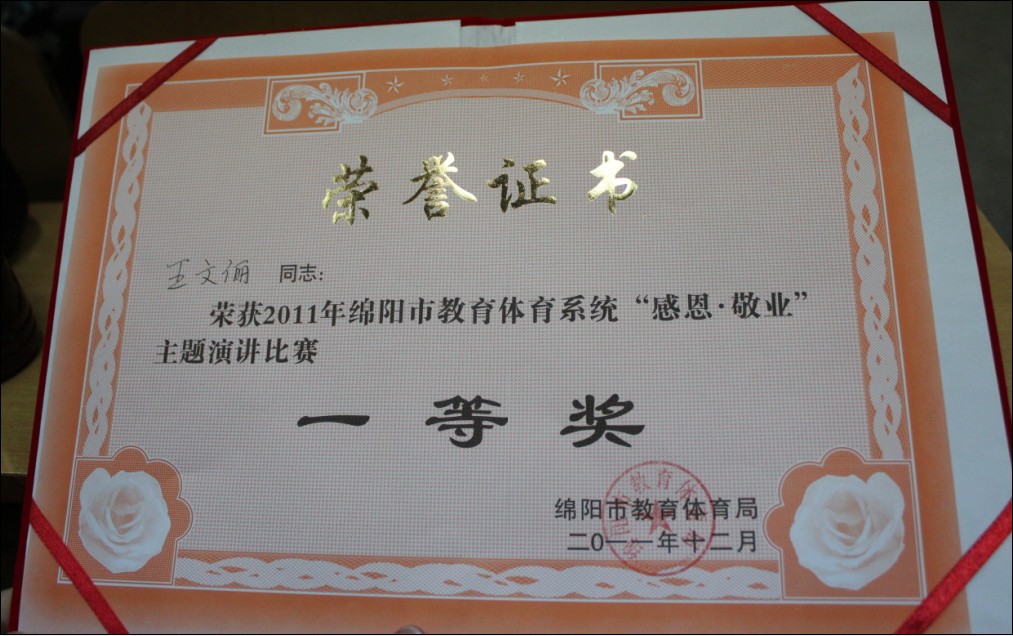 荣誉证书
王文俪 同志：
荣获2011年绵阳市教育体育系统“感恩·敬业”
主题演讲比赛
一等奖
绵阳市教育体育局
二0一一年十二月